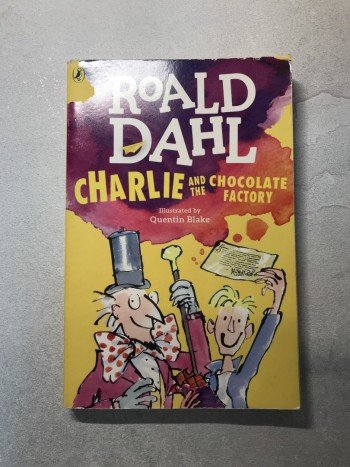 ROALD
DAHL
CHARLIE AND THE CHOCOLATE FACTORY
Illustrated by
Quentin Blake